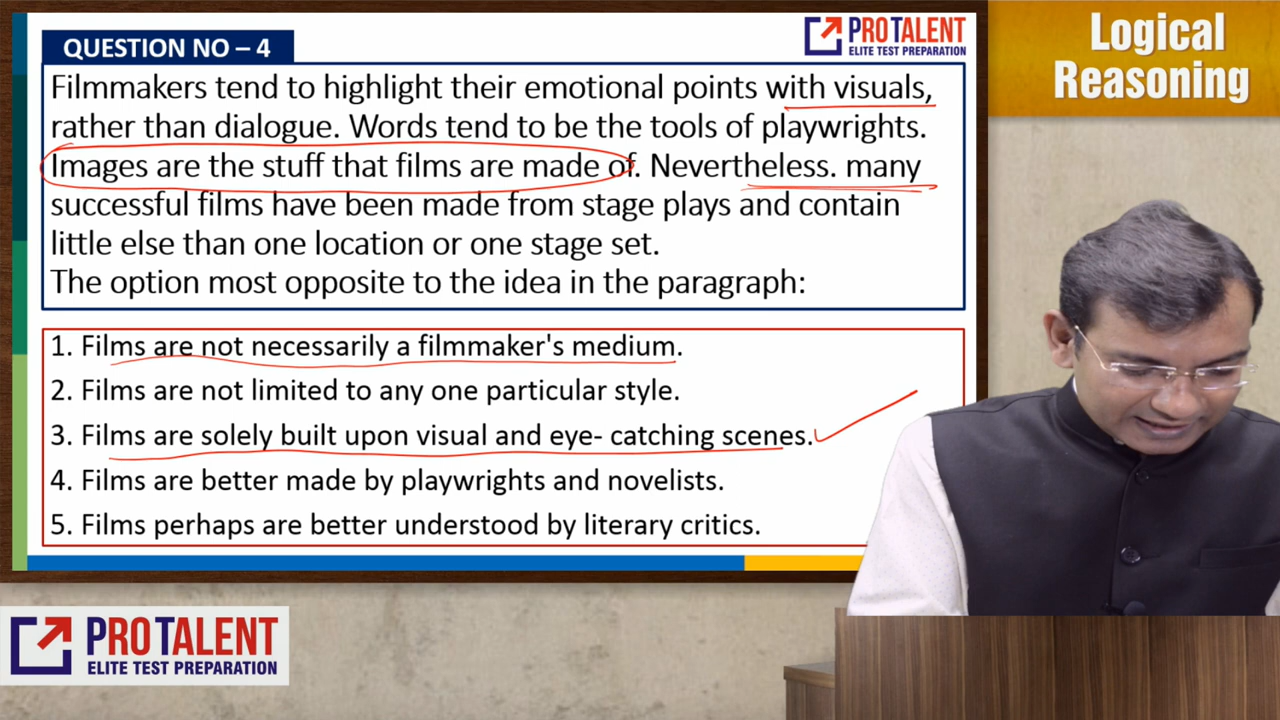 QUESTION NO – 4
PROTALENT
ELITE TEST PREPARATION
Logical
Reasoning
Filmmakers tend to highlight their emotional points with visuals,
rather than dialogue. Words tend to be the tools of playwrights.
Images are the stuff that films are made of. Nevertheless. many
successful films have been made from stage plays and contain
little else than one location or one stage set.
The option most opposite to the idea in the paragraph:
1. Films are not necessarily a filmmaker's medium.
2. Films are not limited to any one particular style.
3. Films are solely built upon visual and eye- catching scenes.
4. Films are better made by playwrights and novelists.
5. Films perhaps are better understood by literary critics.
PROTALENT
ELITE TEST PREPARATION